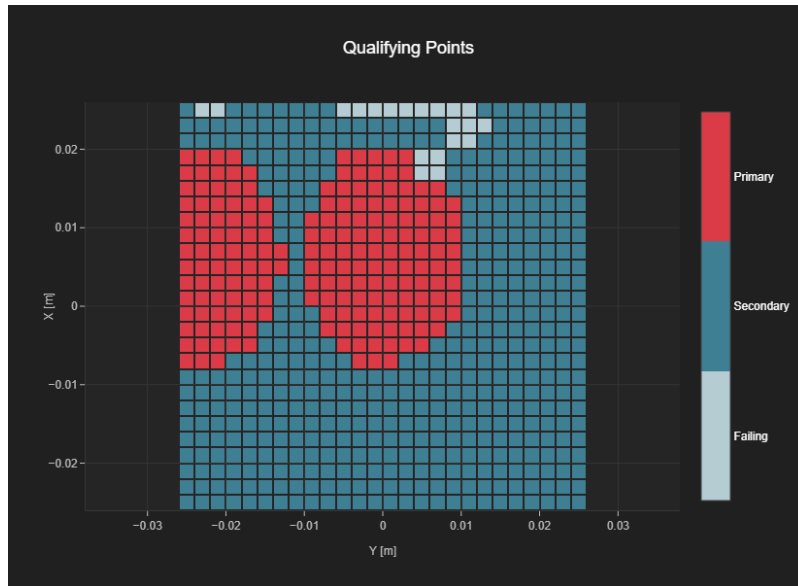 Qualifying Points
0.02
0.01
0
−0.01
−0.02
X [m]
−0.03
−0.02
−0.01
0
0.01
0.02
0.03
Y [m]
Primary
Secondary
Failing